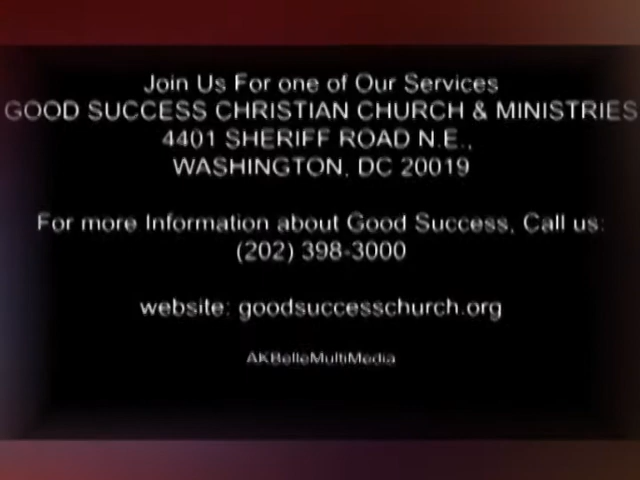 Join Us For one of Our Services
GOOD SUCCESS CHRISTIAN CHURCH & MINISTRIES
4401 SHERIFF ROAD N.E.,
WASHINGTON, DC 20019
For more Information about Good Success, Call us:
(202) 398-3000
website: goodsuccesschurch.org
AKBelleMultiMedia